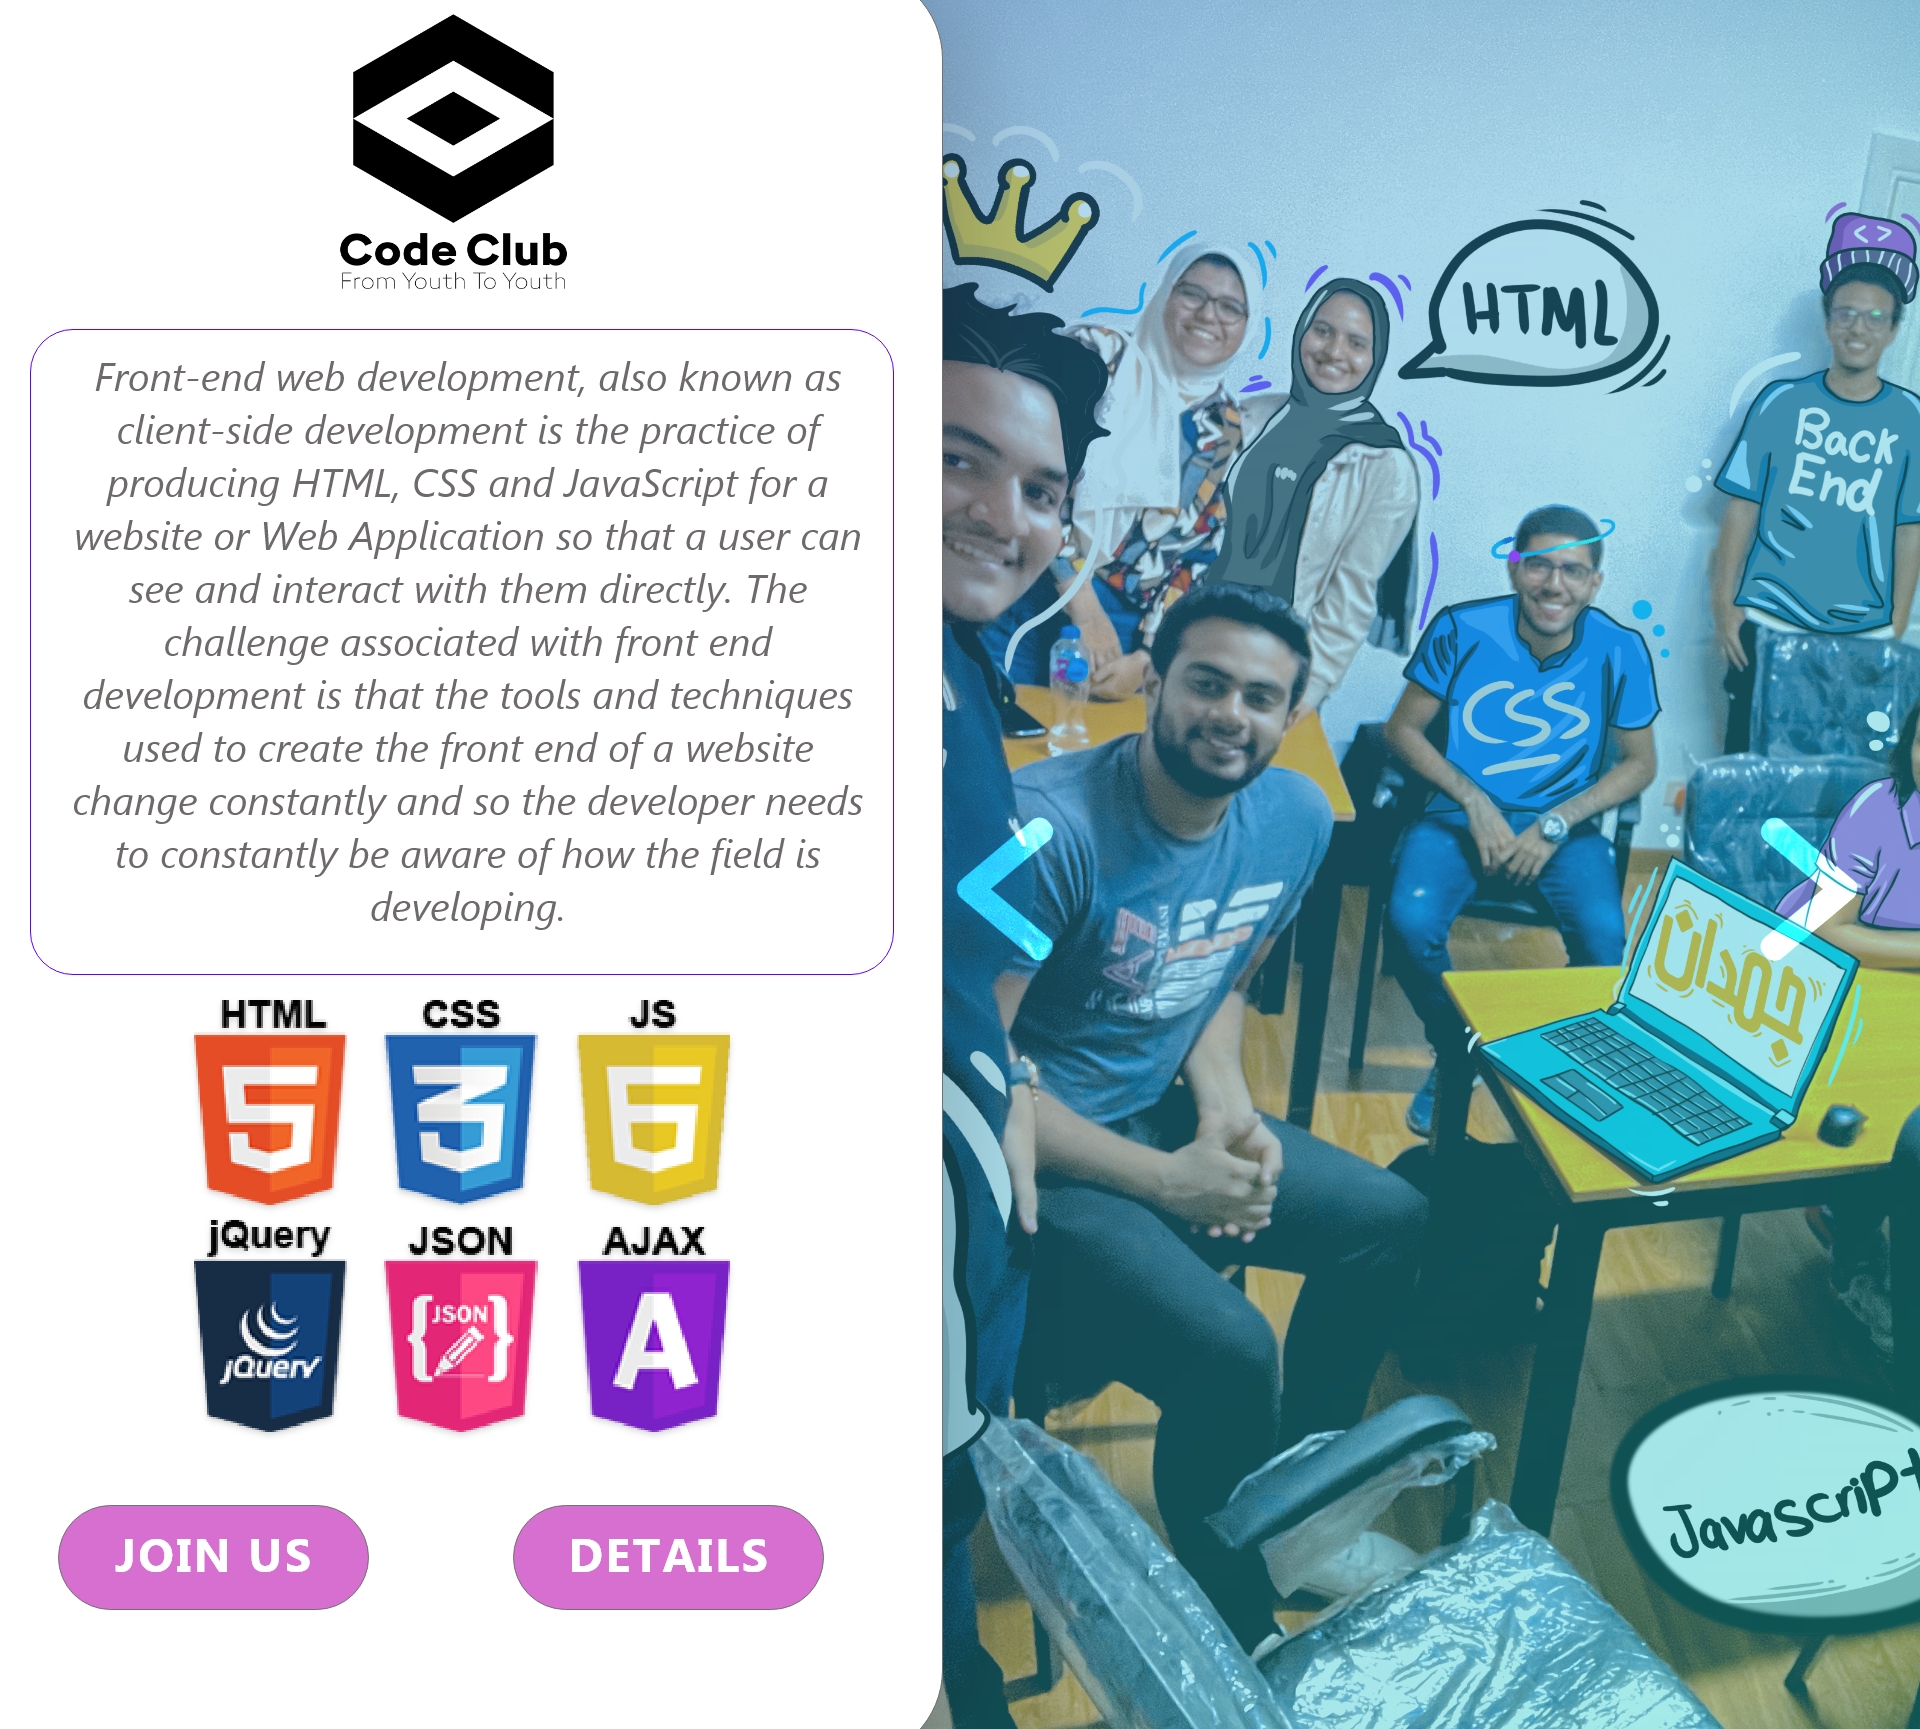 Code Club
From Youth To Youth
Front-end web development, also known as
client-side development is the practice of
producing HTML, CSS and JavaScript for a
website or Web Application so that a user can
see and interact with them directly. The
challenge associated with front end
development is that the tools and techniques
used to create the front end of a website
change constantly and so the developer needs
to constantly be aware of how the field is
developing.
HTML CSS JS
5 3 6
jQuery JSON AJAX
jQuery {JSON} A
JOIN US DETAILS
HTML
< >
Back
End
CSS
جمدان
Javascript